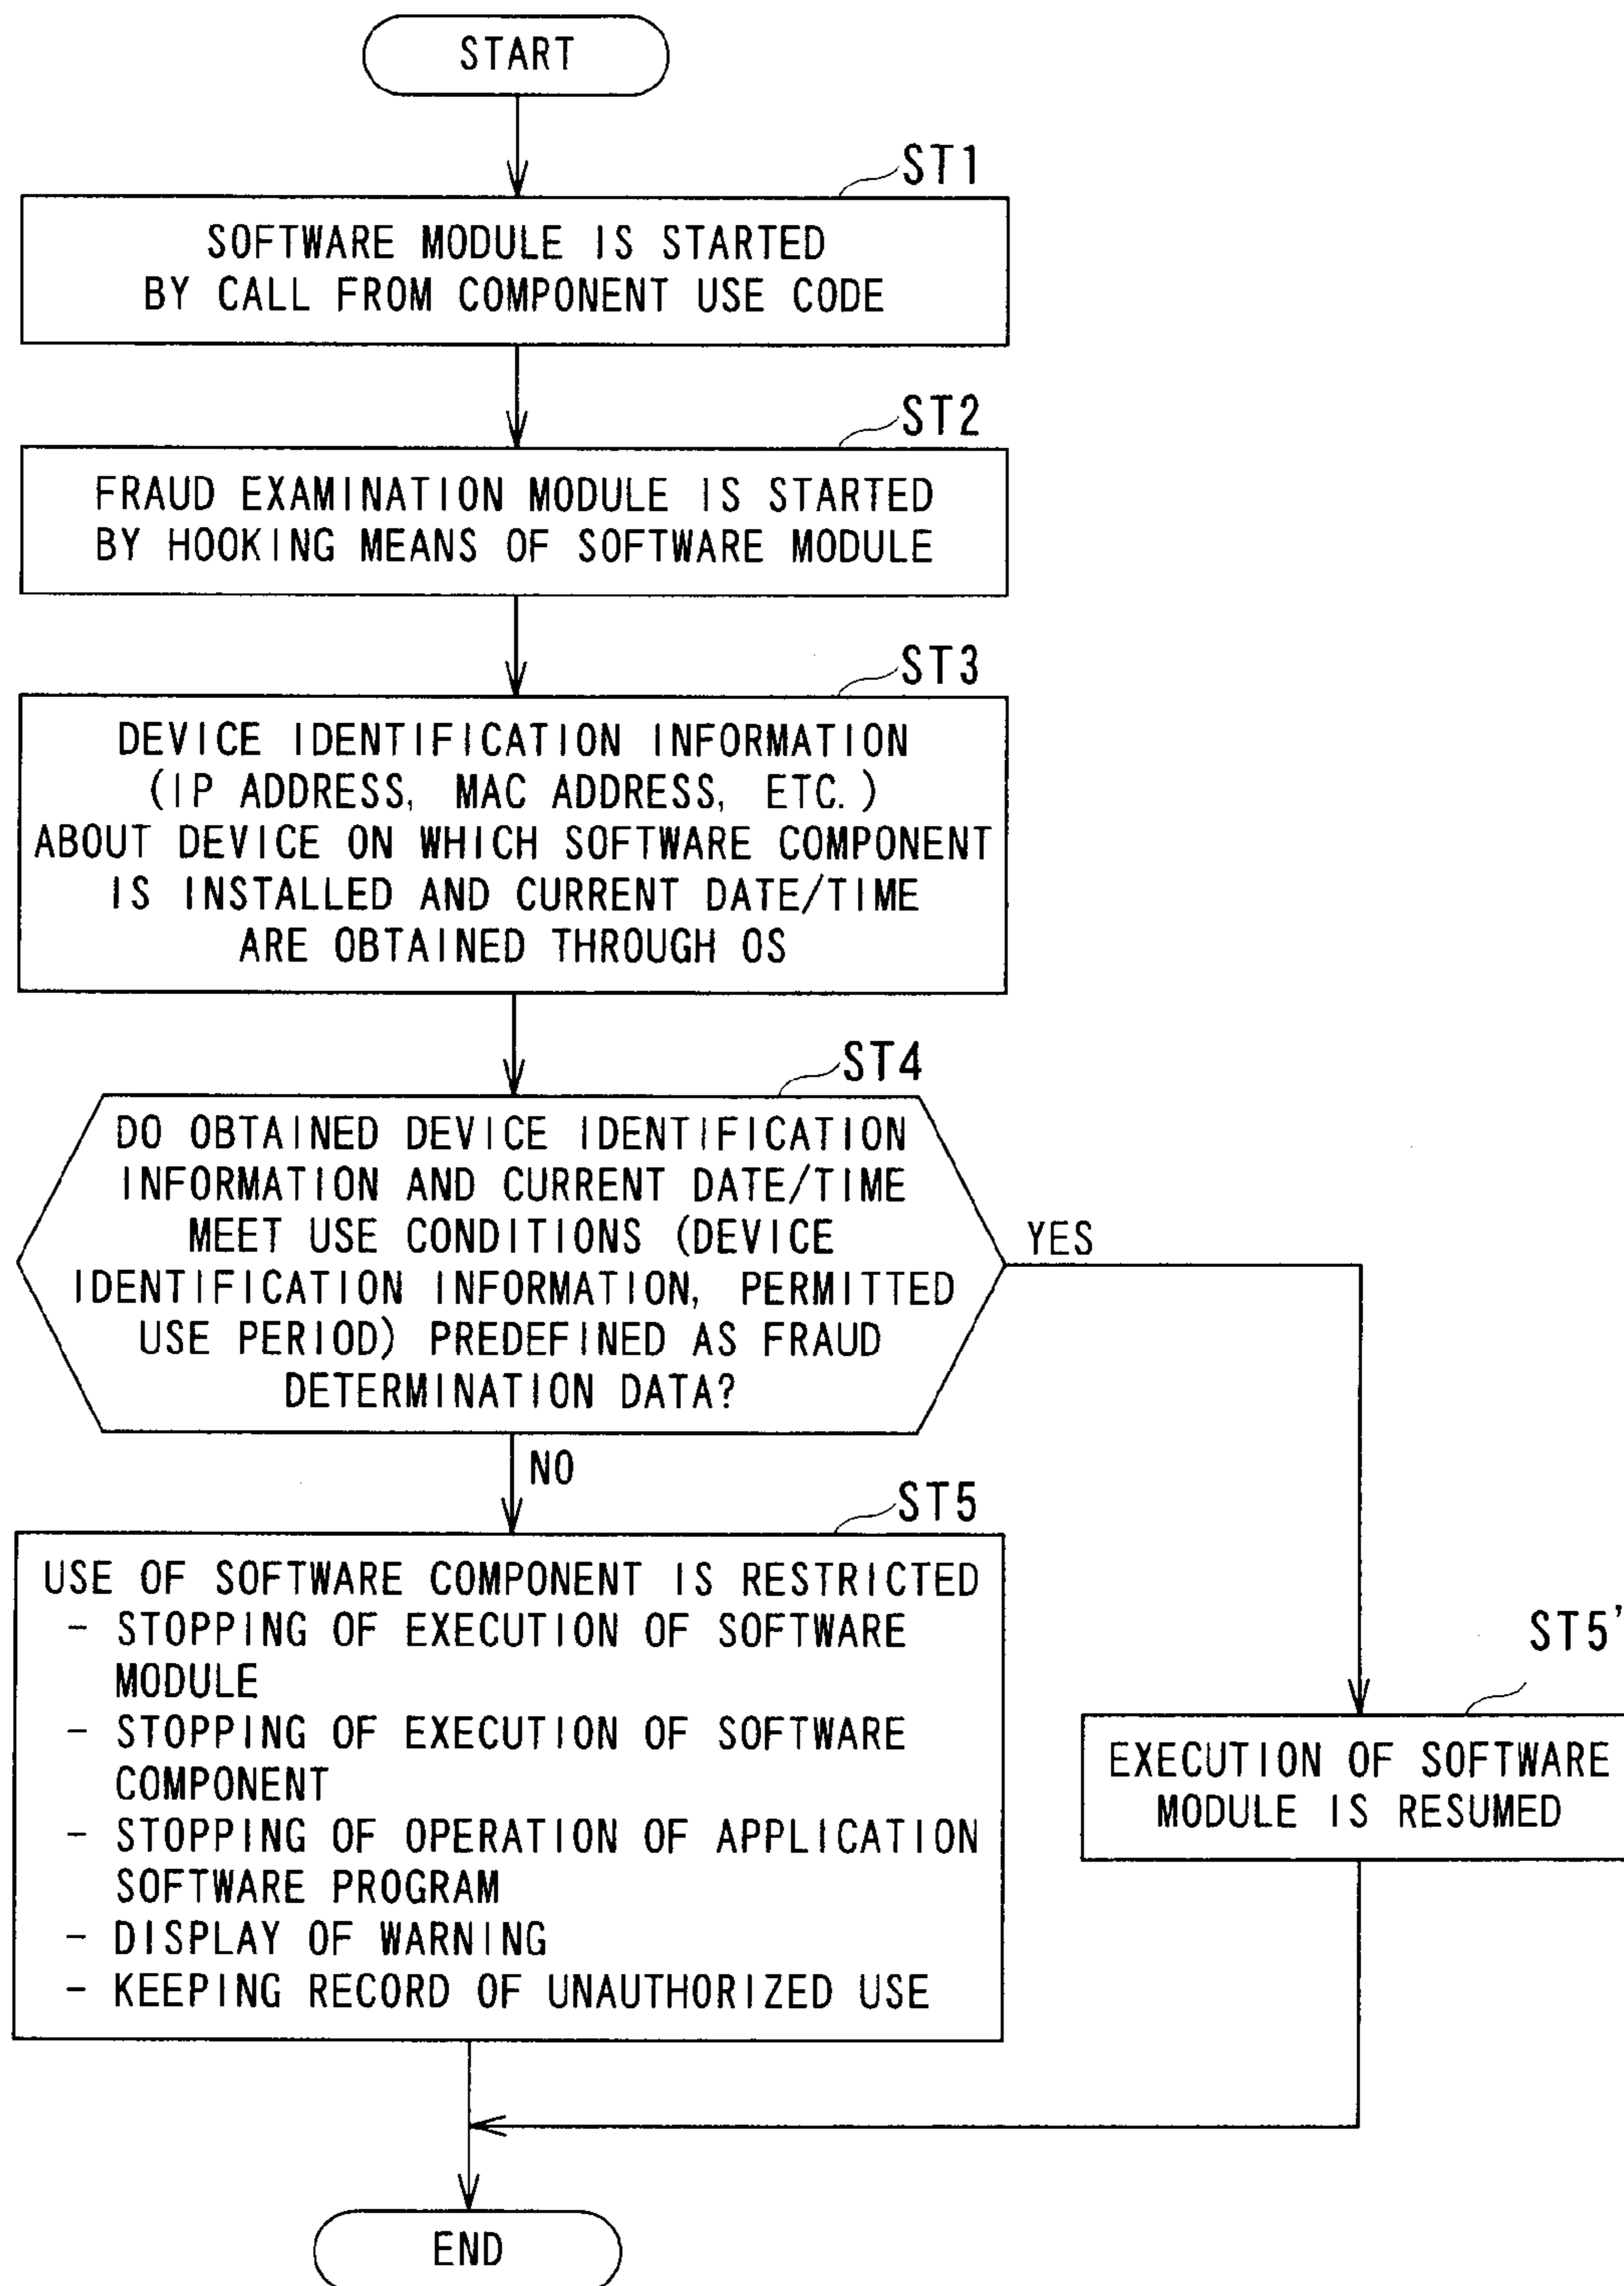 START
ST1
SOFTWARE MODULE IS STARTED
BY CALL FROM COMPONENT USE CODE
ST2
FRAUD EXAMINATION MODULE IS STARTED
BY HOOKING MEANS OF SOFTWARE MODULE
ST3
DEVICE IDENTIFICATION INFORMATION
(IP ADDRESS, MAC ADDRESS, ETC.)
ABOUT DEVICE ON WHICH SOFTWARE COMPONENT
IS INSTALLED AND CURRENT DATE/TIME
ARE OBTAINED THROUGH OS
ST4
DO OBTAINED DEVICE IDENTIFICATION
INFORMATION AND CURRENT DATE/TIME
MEET USE CONDITIONS (DEVICE
IDENTIFICATION INFORMATION, PERMITTED
USE PERIOD) PREDEFINED AS FRAUD
DETERMINATION DATA?
YES
NO
ST5
USE OF SOFTWARE COMPONENT IS RESTRICTED
- STOPPING OF EXECUTION OF SOFTWARE
MODULE
- STOPPING OF EXECUTION OF SOFTWARE
COMPONENT
- STOPPING OF OPERATION OF APPLICATION
SOFTWARE PROGRAM
- DISPLAY OF WARNING
- KEEPING RECORD OF UNAUTHORIZED USE
ST5'
EXECUTION OF SOFTWARE
MODULE IS RESUMED
END